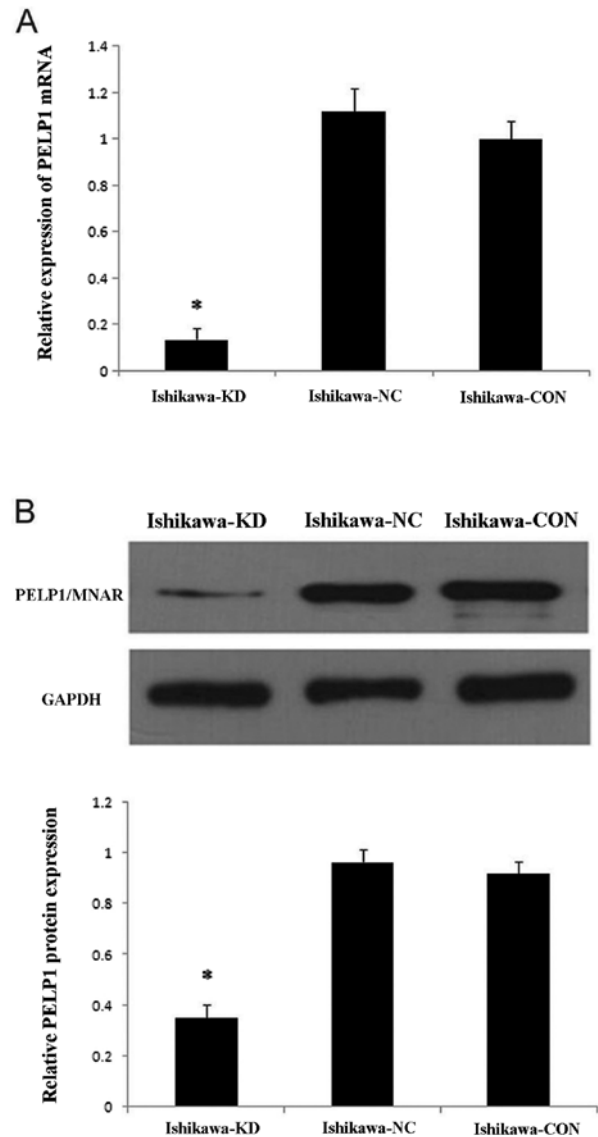 A
Relative expression of PELP1 mRNA
1.4
1.2
1
0.8
0.6
0.4
0.2
0
*
Ishikawa-KD Ishikawa-NC Ishikawa-CON
B
Ishikawa-KD Ishikawa-NC Ishikawa-CON
PELP1/MNAR
GAPDH
Relative PELP1 protein expression
1.2
1
0.8
0.6
0.4
0.2
0
*
Ishikawa-KD Ishikawa-NC Ishikawa-CON